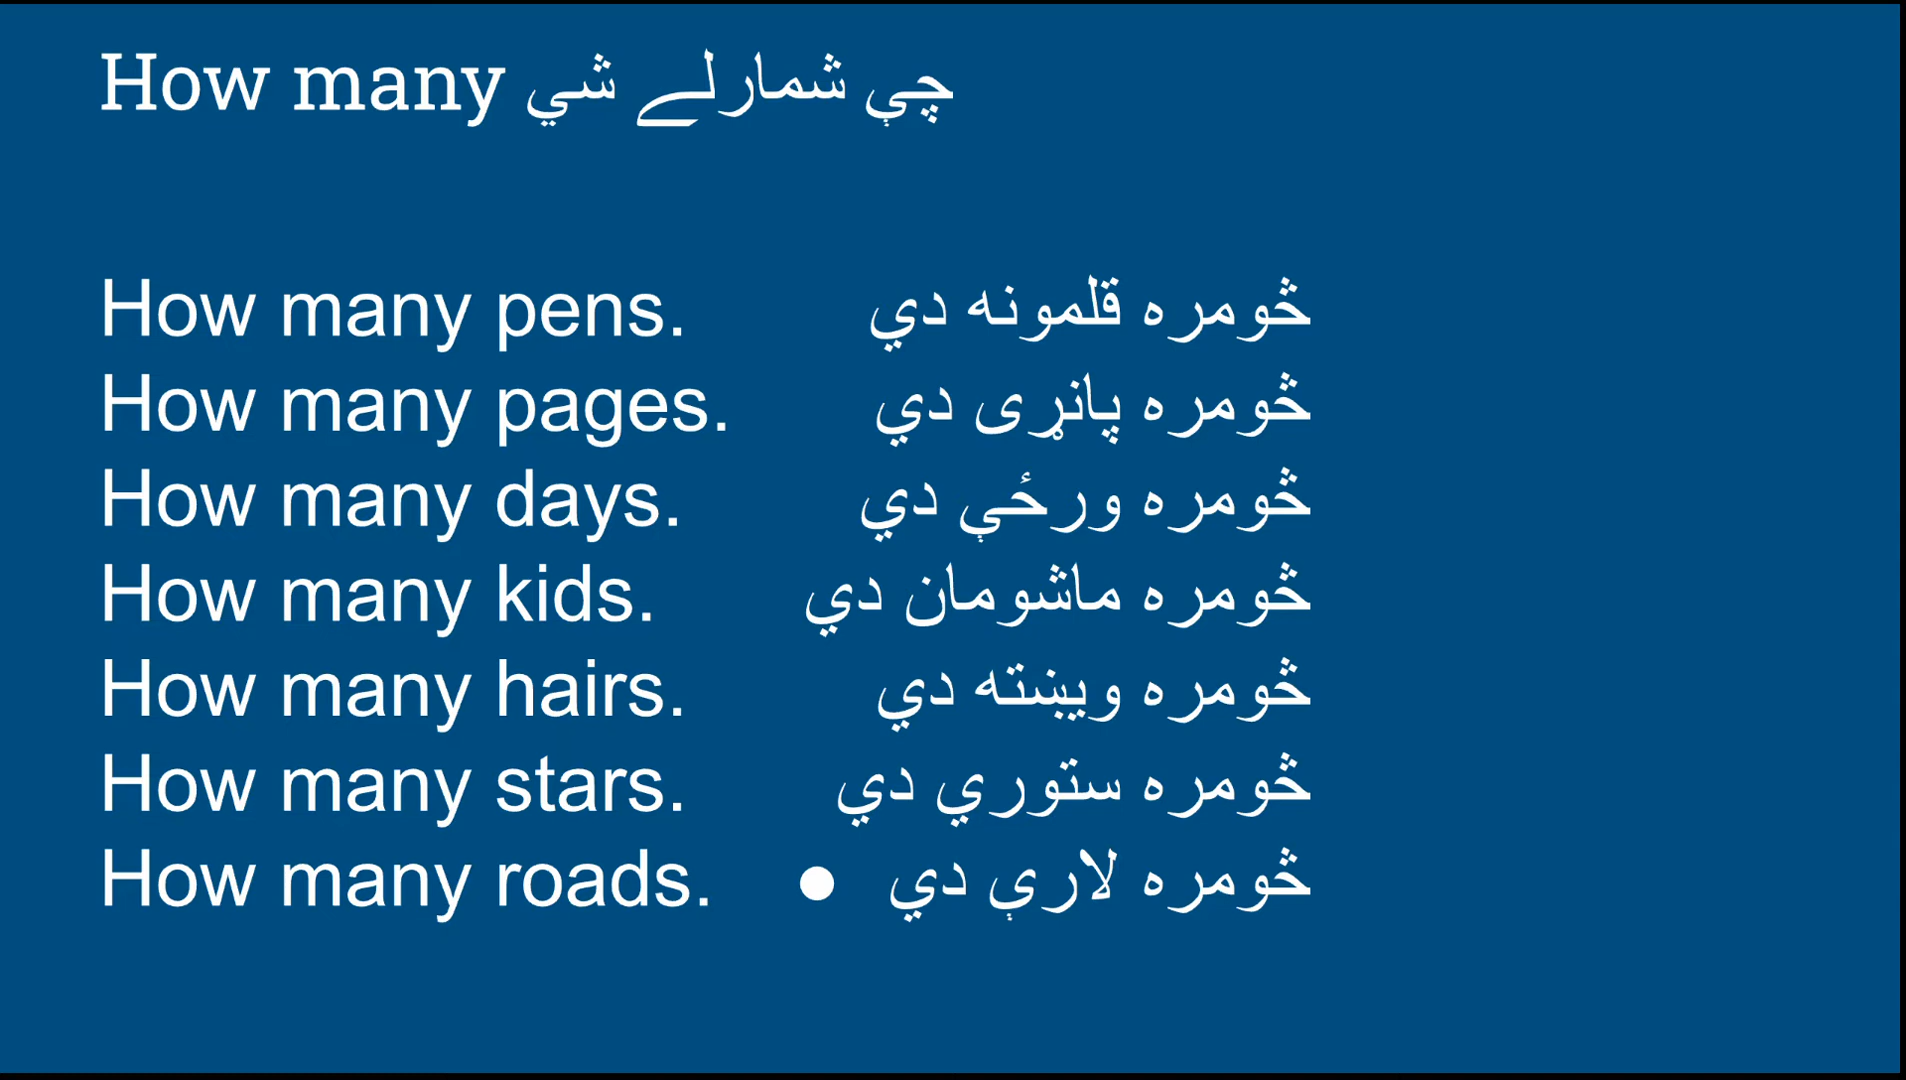 How many چې شمارلے شي
How many pens. څومره قلمونه دي
How many pages. څومره پاڼړی دي
How many days. څومره ورځې دي
How many kids. څومره ماشومان دي
How many hairs. څومره ويښته دي
How many stars. څومره ستوري دي
How many roads. ● څومره لارې دي